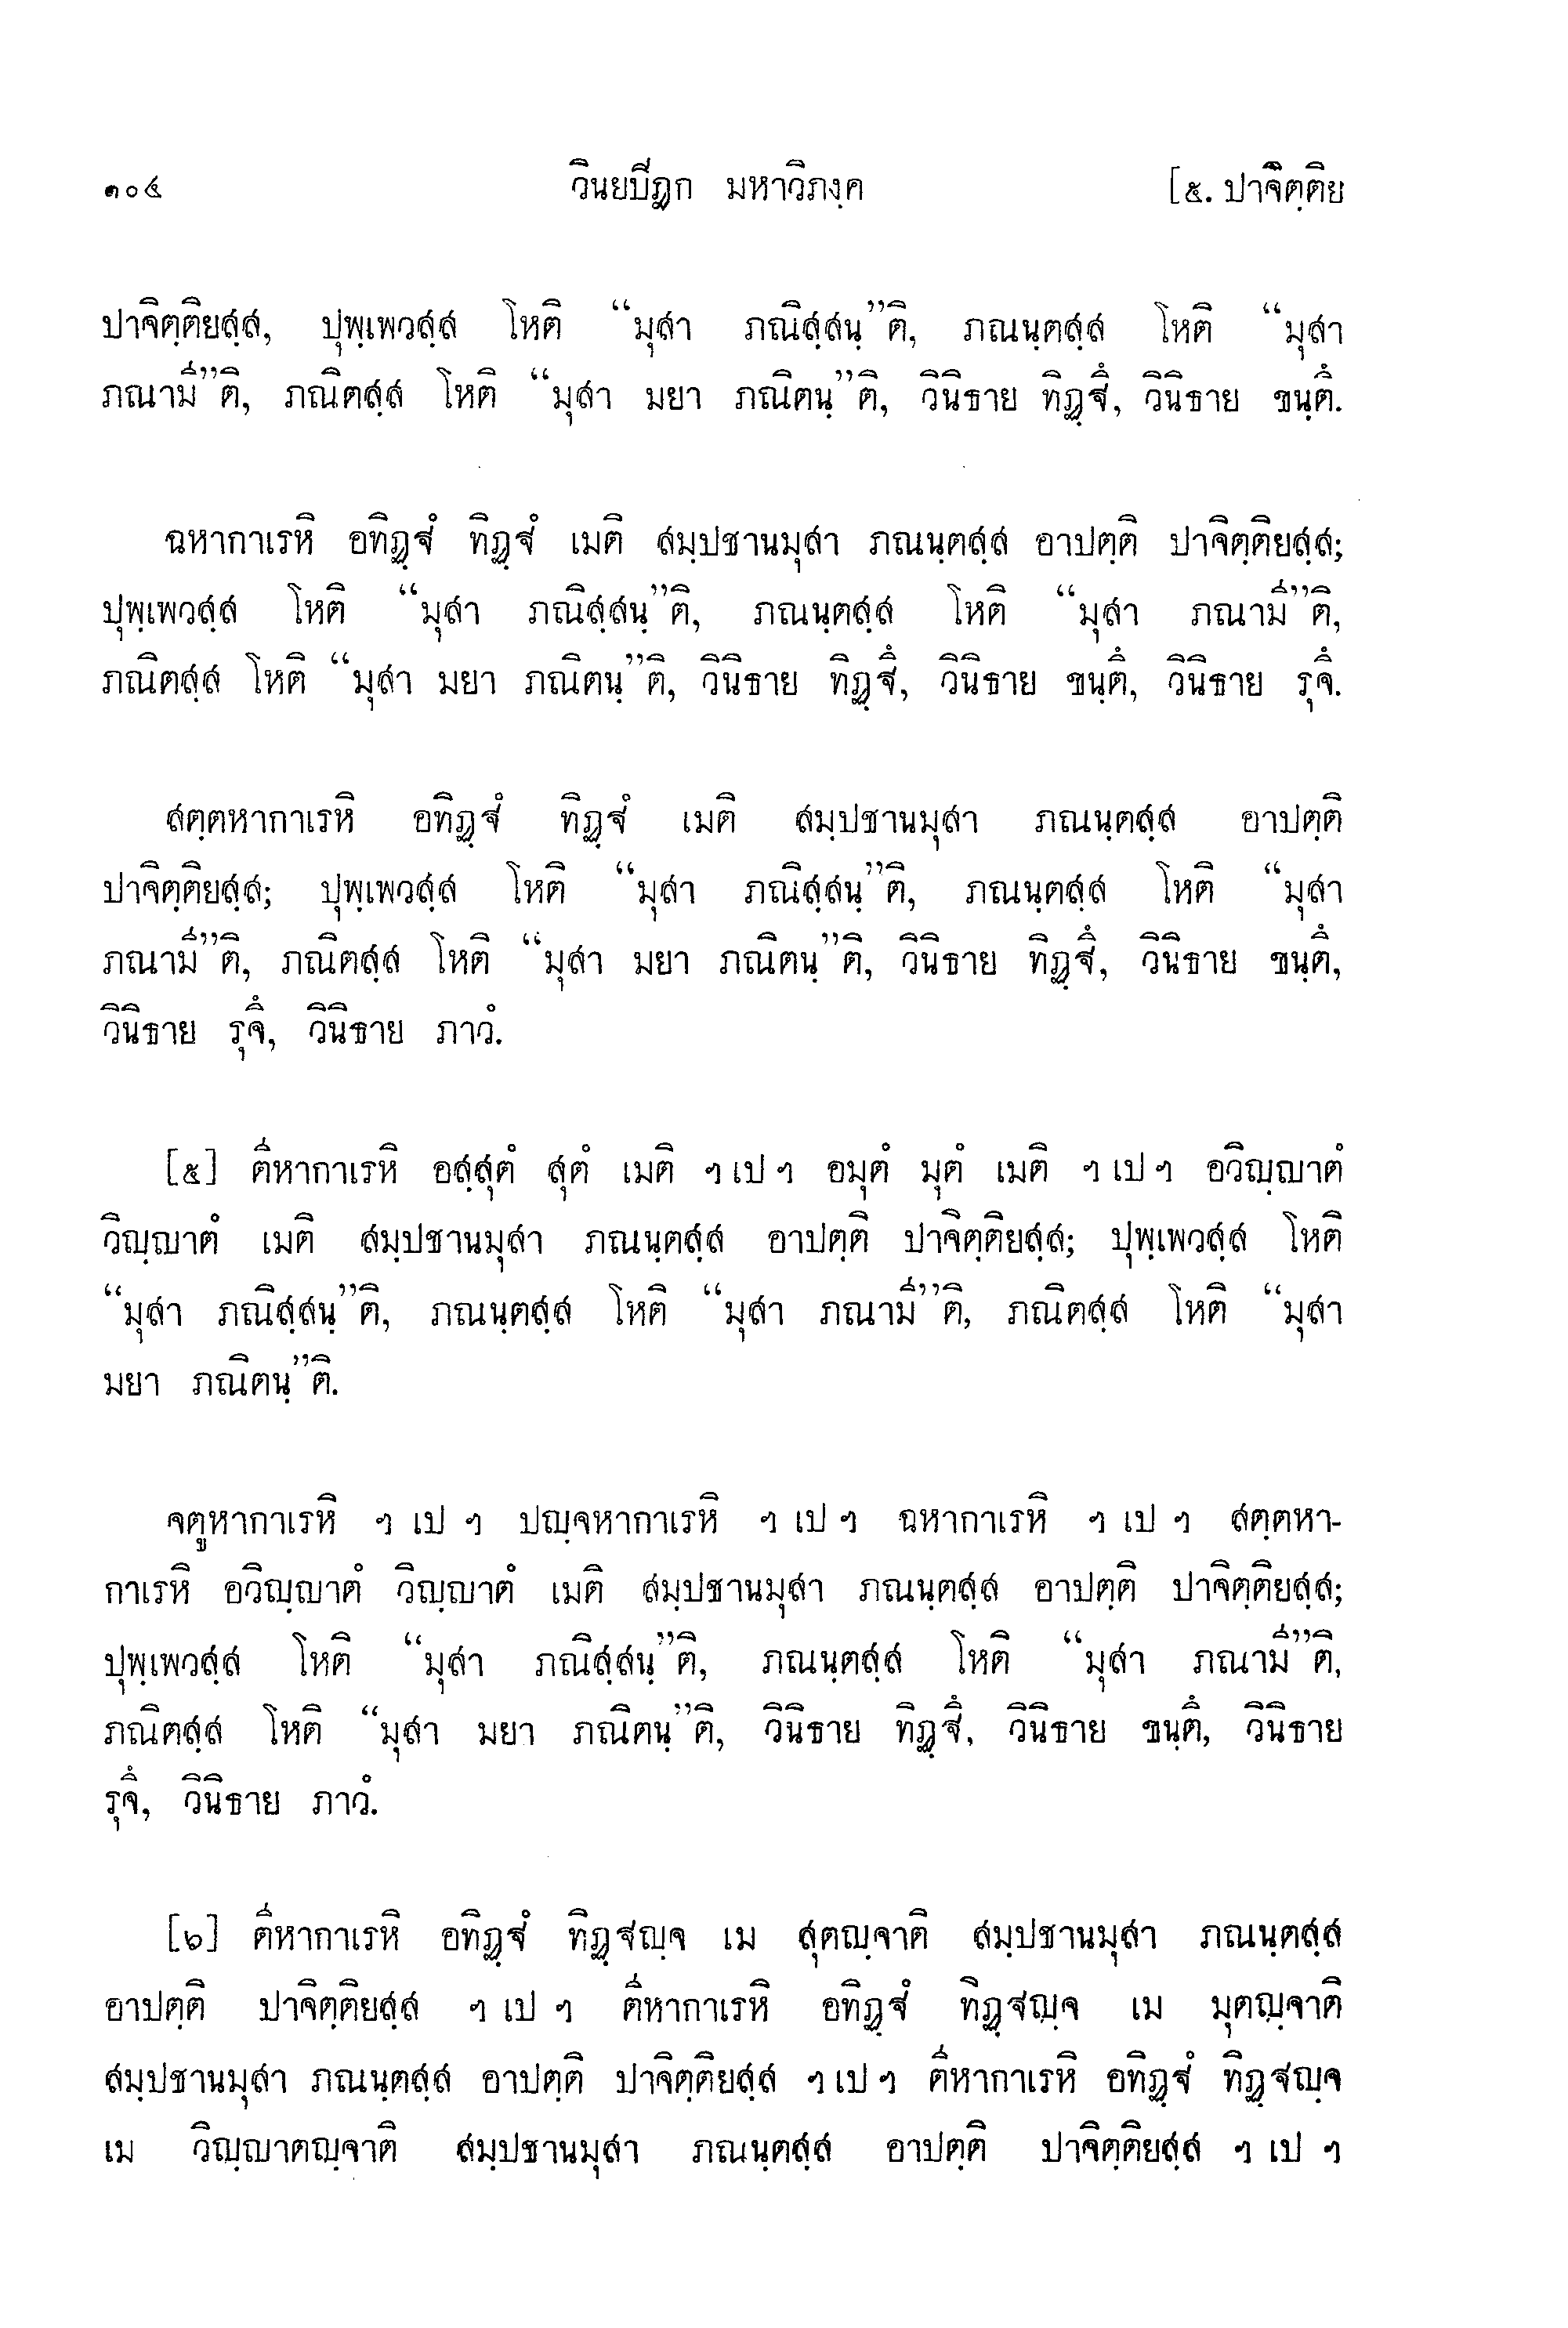 ๑๐๔ วินยปีฏก มหาวิภงฺค [๕. ปาจิตฺติย
ปาจิตฺติยสฺส, ปุพฺเพวสฺส โหติ “มุสา ภณิสฺสนฺ”ติ, ภณนฺตสฺส โหติ “มุสา
ภณามี”ติ, ภณิตสฺส โหติ “มุสา มยา ภณิตนฺ”ติ, วินิธาย ทิฏฺฐึ, วินิธาย ขนฺตึ.
ฉหากาเรหิ อทิฏฺฐํ ทิฏฺฐํ เมติ สมฺปชานมุสา ภณนฺตสฺส อาปตฺติ ปาจิตฺติยสฺส;
ปุพฺเพวสฺส โหติ “มุสา ภณิสฺสนฺ”ติ, ภณนฺตสฺส โหติ “มุสา ภณามี”ติ,
ภณิตสฺส โหติ “มุสา มยา ภณิตนฺ”ติ, วินิธาย ทิฏฺฐึ, วินิธาย ขนฺตึ, วินิธาย รุจึ.
สตฺตหากาเรหิ อทิฏฺฐํ ทิฏฺฐํ เมติ สมฺปชานมุสา ภณนฺตสฺส อาปตฺติ
ปาจิตฺติยสฺส; ปุพฺเพวสฺส โหติ “มุสา ภณิสฺสนฺ”ติ, ภณนฺตสฺส โหติ “มุสา
ภณามี”ติ, ภณิตสฺส โหติ “มุสา มยา ภณิตนฺ”ติ, วินิธาย ทิฏฺฐึ, วินิธาย ขนฺตึ,
วินิธาย รุจึ, วินิธาย ภาวํ.
[๕] ตีหากาเรหิ อสฺสุตํ สุตํ เมติ ฯ เป ฯ อมุตํ มุตํ เมติ ฯ เป ฯ อวิญฺญาตํ
วิญฺญาตํ เมติ สมฺปชานมุสา ภณนฺตสฺส อาปตฺติ ปาจิตฺติยสฺส; ปุพฺเพวสฺส โหติ
“มุสา ภณิสฺสนฺ”ติ, ภณนฺตสฺส โหติ “มุสา ภณามี”ติ, ภณิตสฺส โหติ “มุสา
มยา ภณิตนฺ”ติ.
จตูหากาเรหิ ฯ เป ฯ ปญฺจหากาเรหิ ฯ เป ฯ ฉหากาเรหิ ฯ เป ฯ สตฺตหา-
กาเรหิ อวิญฺญาตํ วิญฺญาตํ เมติ สมฺปชานมุสา ภณนฺตสฺส อาปตฺติ ปาจิตฺติยสฺส;
ปุพฺเพวสฺส โหติ “มุสา ภณิสฺสนฺ”ติ, ภณนฺตสฺส โหติ “มุสา ภณามี”ติ,
ภณิตสฺส โหติ “มุสา มยา ภณิตนฺ”ติ, วินิธาย ทิฏฺฐึ, วินิธาย ขนฺตึ, วินิธาย
รุจึ, วินิธาย ภาวํ.
[๖] ตีหากาเรหิ อทิฏฺฐํ ทิฏฺฐญฺจ เม สุตญฺจาติ สมฺปชานมุสา ภณนฺตสฺส
อาปตฺติ ปาจิตฺติยสฺส ฯ เป ฯ ตีหากาเรหิ อทิฏฺฐํ ทิฏฺฐญฺจ เม มุตญฺจาติ
สมฺปชานมุสา ภณนฺตสฺส อาปตฺติ ปาจิตฺติยสฺส ฯ เป ฯ ตีหากาเรหิ อทิฏฺฐํ ทิฏฺฐญฺจ
เม วิญฺญาตญฺจาติ สมฺปชานมุสา ภณนฺตสฺส อาปตฺติ ปาจิตฺติยสฺส ฯ เป ฯ